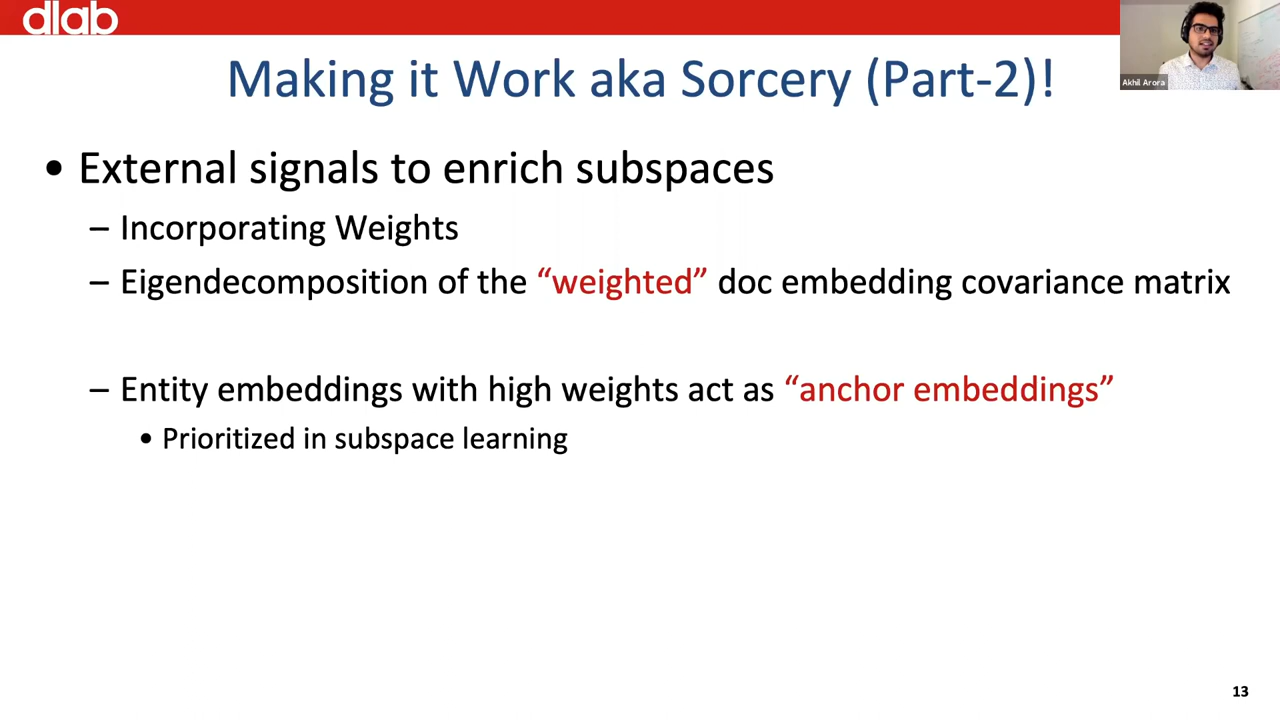 dlab
Akhil Arora
Making it Work aka Sorcery (Part-2)!
• External signals to enrich subspaces
– Incorporating Weights
– Eigendecomposition of the “weighted” doc embedding covariance matrix
– Entity embeddings with high weights act as “anchor embeddings”
• Prioritized in subspace learning
13